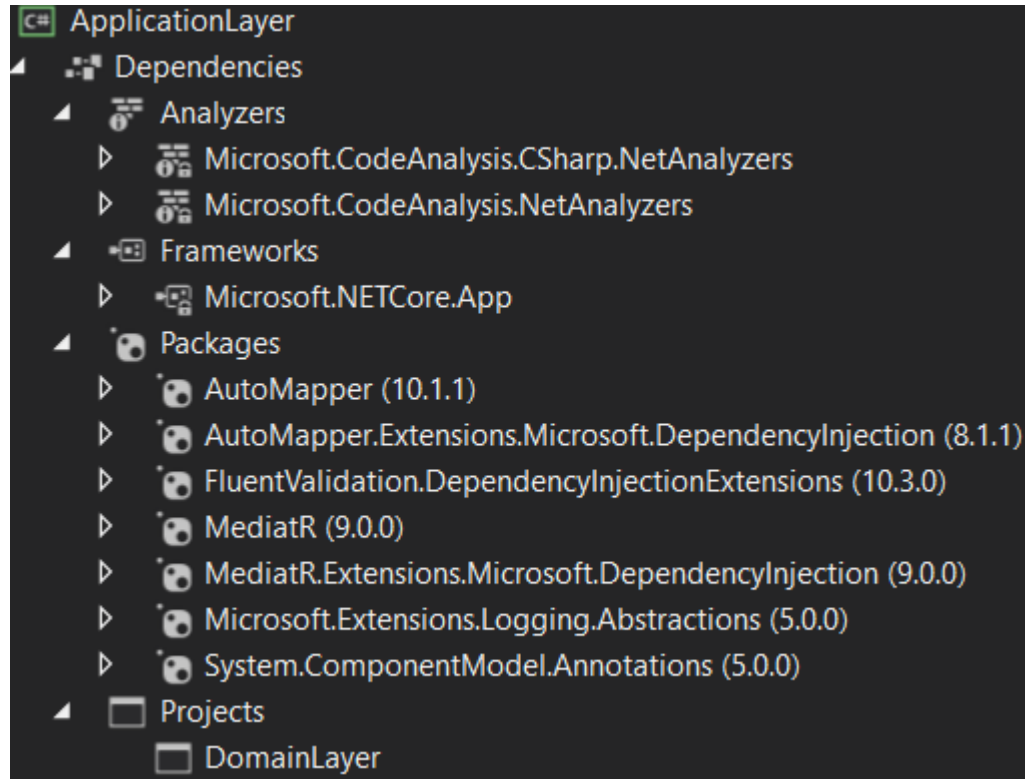 C# ApplicationLayer
Dependencies
Analyzers
Microsoft.CodeAnalysis.CSharp.NetAnalyzers
Microsoft.CodeAnalysis.NetAnalyzers
Frameworks
Microsoft.NETCore.App
Packages
AutoMapper (10.1.1)
AutoMapper.Extensions.Microsoft.DependencyInjection (8.1.1)
FluentValidation.DependencyInjectionExtensions (10.3.0)
MediatR (9.0.0)
MediatR.Extensions.Microsoft.DependencyInjection (9.0.0)
Microsoft.Extensions.Logging.Abstractions (5.0.0)
System.ComponentModel.Annotations (5.0.0)
Projects
DomainLayer